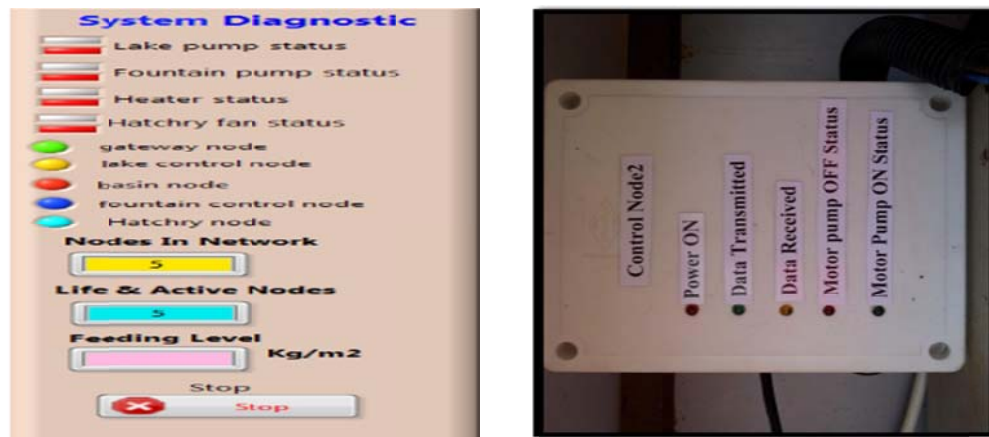 System Diagnostic
Lake pump status
Fountain pump status
Heater status
Hatchry fan status
gateway node
lake control node
basin node
fountain control node
Hatchry node
Nodes In Network
5
Life & Active Nodes
5
Feeding Level
Kg/m2
Stop
Stop
Control Node2
Power ON
Data Transmitted
Data Received
Motor pump OFF Status
Motor Pump ON Status